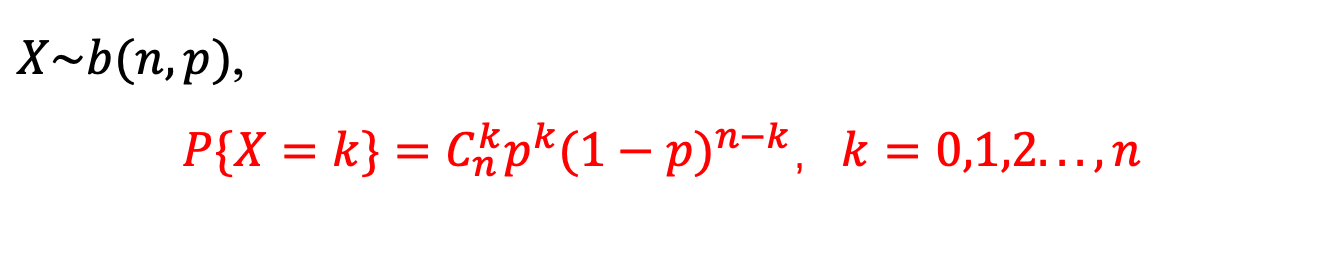 X~b(n,p),
P{X = k} = C_n^k p^k (1 − p)^{n−k},  k = 0,1,2...,n